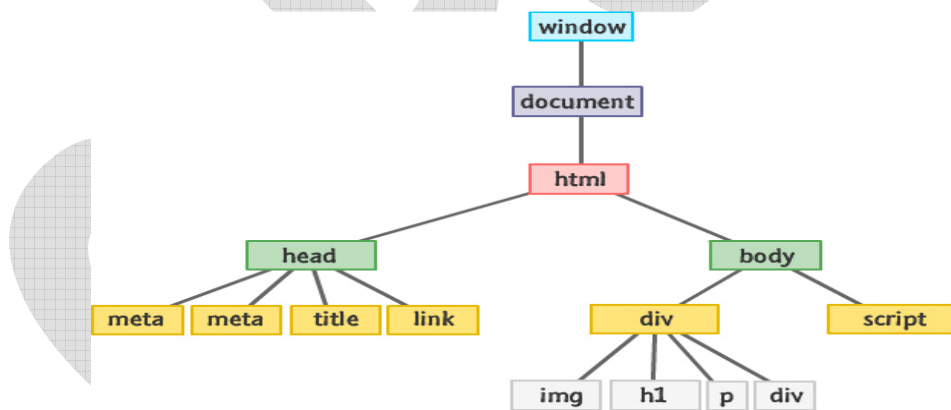 window
document
html
head body
meta meta title link div script
img h1 p div